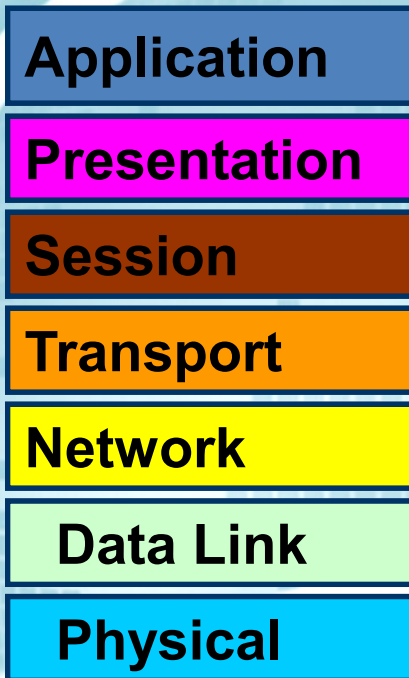 Application
Presentation
Session
Transport
Network
Data Link
Physical